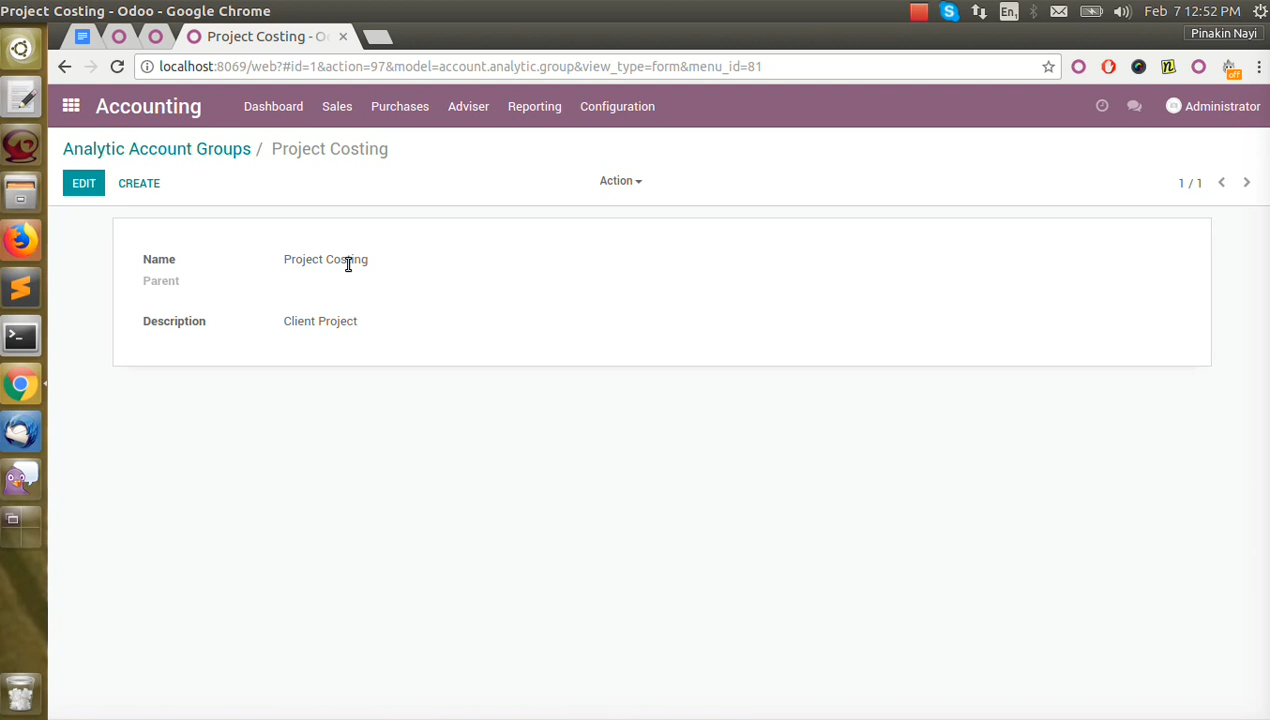 Project Costing - Odoo - Google Chrome
En1
Feb 7 12:52 PM
Project Costing - O
Pinakin Nayi
localhost:8069/web?#id=1&action=97&model=account.analytic.group&view_type=form&menu_id=81
off
Accounting
Dashboard
Sales
Purchases
Adviser
Reporting
Configuration
Administrator
Analytic Account Groups / Project Costing
EDIT
CREATE
Action
1 / 1
Name
Project Costing
Parent
Description
Client Project